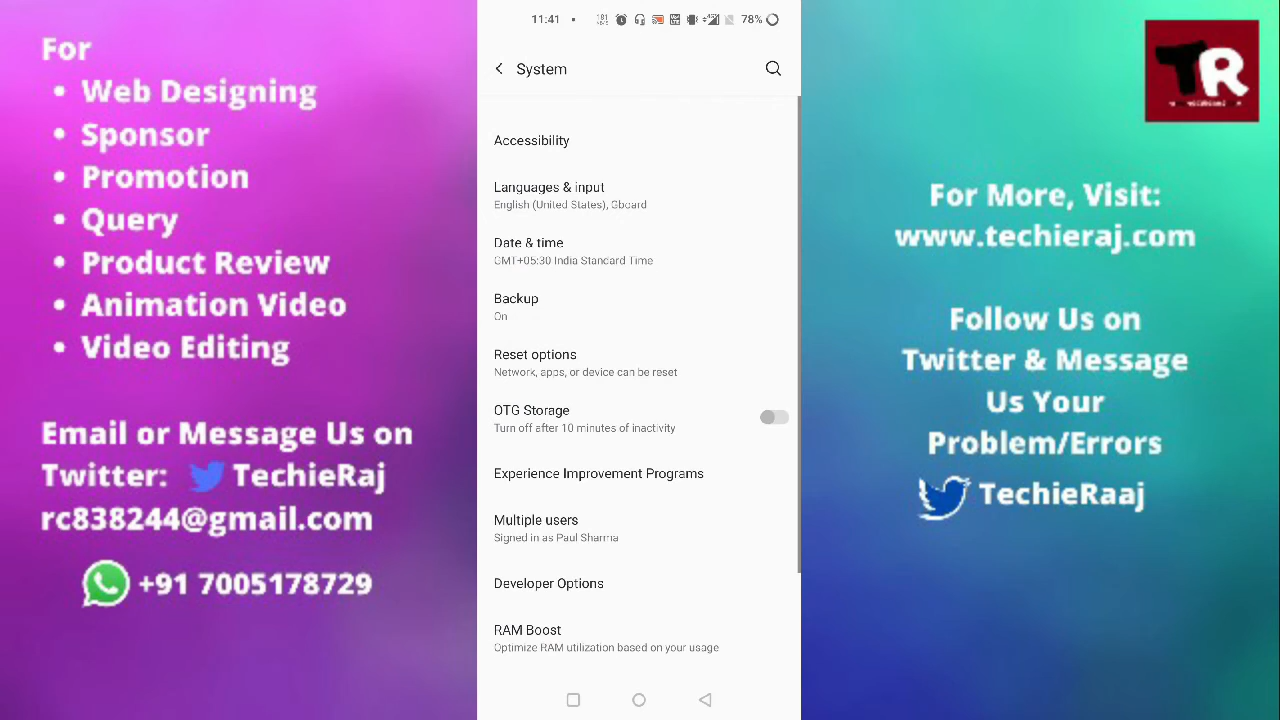 For
• Web Designing
• Sponsor
• Promotion
• Query
• Product Review
• Animation Video
• Video Editing
Email or Message Us on
Twitter: TechieRaj
rc838244@gmail.com
+91 7005178729
11:41
78%
System
Accessibility
Languages & input
English (United States), Gboard
Date & time
GMT+05:30 India Standard Time
Backup
On
Reset options
Network, apps, or device can be reset
OTG Storage
Turn off after 10 minutes of inactivity
Experience Improvement Programs
Multiple users
Signed in as Paul Sharma
Developer Options
RAM Boost
Optimize RAM utilization based on your usage
TR
For More, Visit:
www.techieraj.com
Follow Us on
Twitter & Message
Us Your
Problem/Errors
TechieRaaj